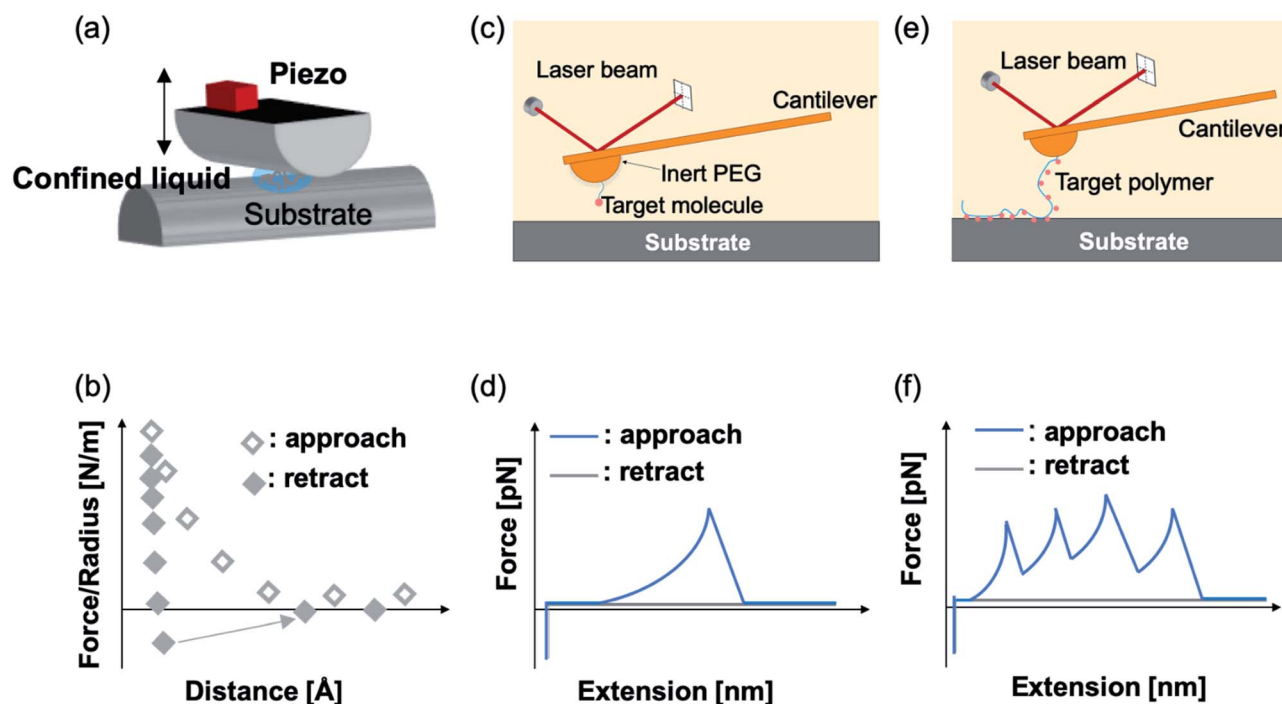 (a)
Piezo
Confined liquid
Substrate
(c)
Laser beam
Cantilever
Inert PEG
Target molecule
Substrate
(e)
Laser beam
Cantilever
Target polymer
Substrate
(b)
Force/Radius [N/m]
: approach
: retract
Distance [Å]
(d)
Force [pN]
: approach
: retract
Extension [nm]
(f)
Force [pN]
: approach
: retract
Extension [nm]